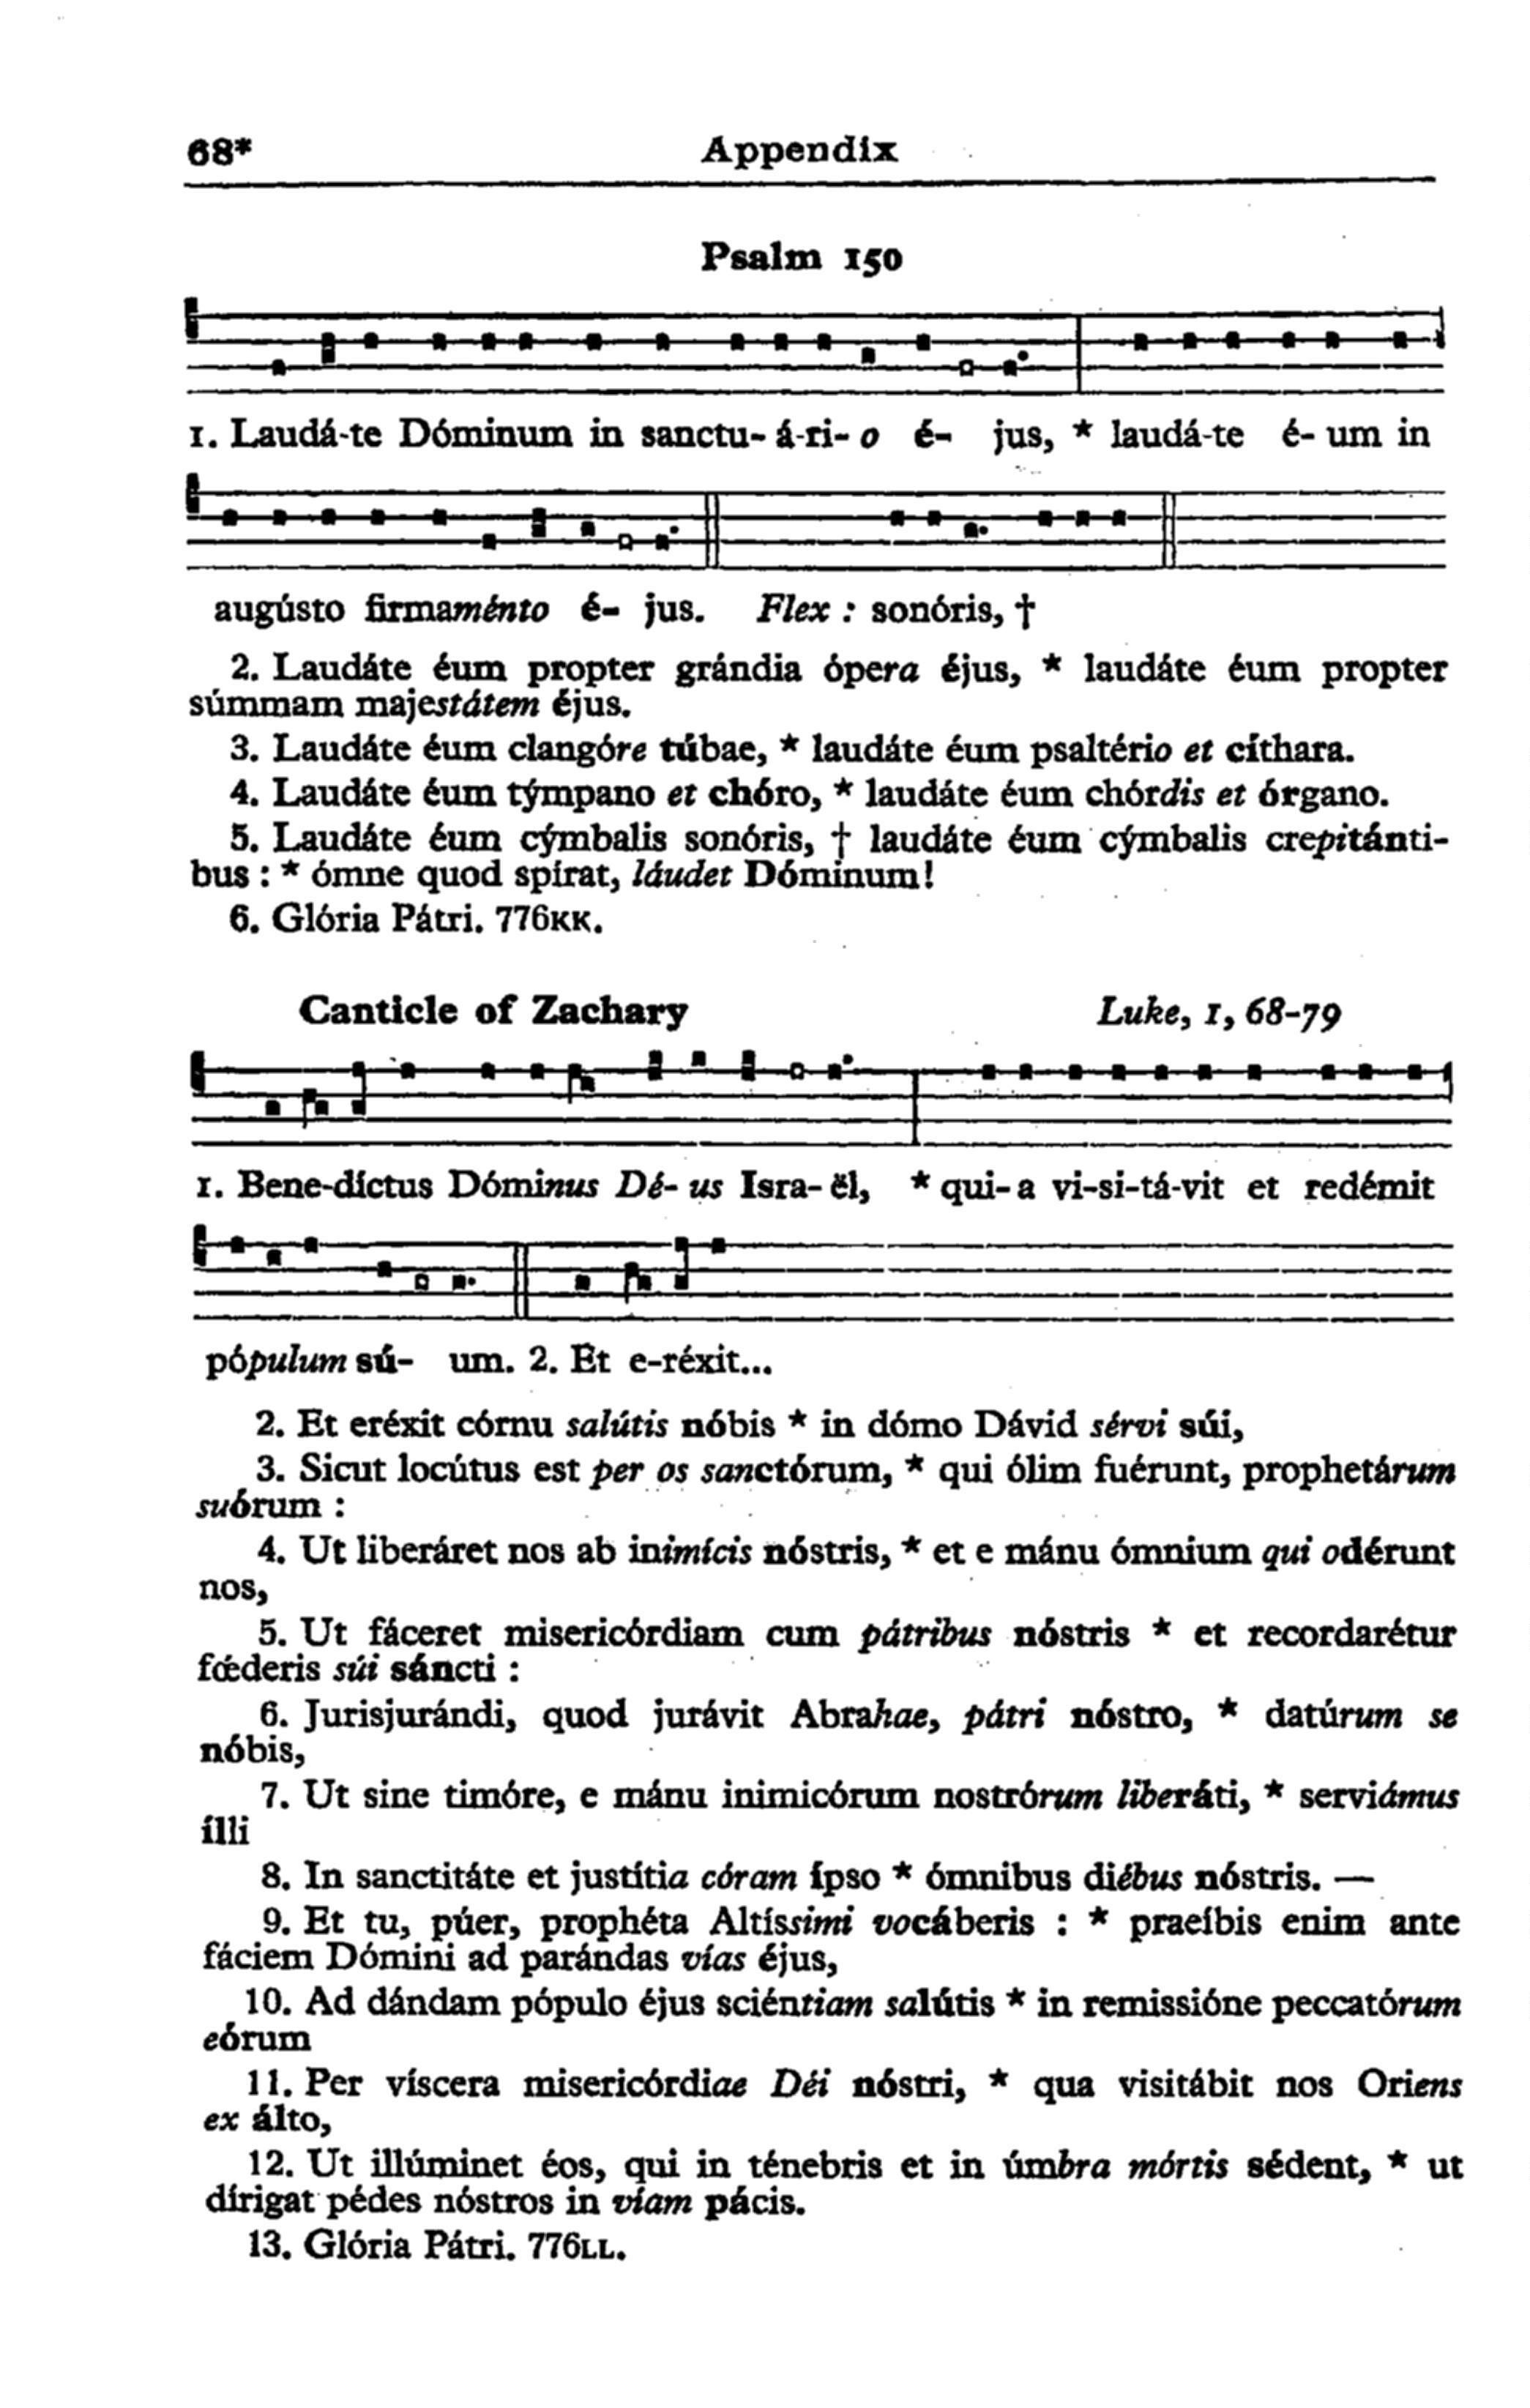 68* Appendix
Psalm 150
1. Laudá-te Dóminum in sanctu- á-ri- o é- jus, * laudá-te é- um in
augústo firmaménto é- jus. Flex : sonóris, †
2. Laudáte éum propter grándia ópera éjus, * laudáte éum propter
súmmam majestátem éjus.
3. Laudáte éum clangóre túbae, * laudáte éum psaltério et cíthara.
4. Laudáte éum týmpano et chóro, * laudáte éum chórdis et órgano.
5. Laudáte éum cýmbalis sonóris, † laudáte éum cýmbalis crepitánti-
bus : * ómne quod spírat, láudet Dóminum!
6. Glória Pátri. 776KK.
Canticle of Zachary Luke, 1, 68-79
1. Bene-díctus Dóminus Dé- us Isra- ël, * qui- a vi-si-tá-vit et redémit
pópulum sú- um. 2. Et e-réxit...
2. Et eréxit córnu salútis nóbis * in dómo Dávid sérvi súi,
3. Sicut locútus est per os sanctórum, * qui ólim fuérunt, prophetárum
suórum :
4. Ut liberáret nos ab inimícis nóstris, * et e mánu ómnium qui odérunt
nos,
5. Ut fáceret misericórdiam cum pátribus nóstris * et recordarétur
fœ́deris súi sáncti :
6. Jurisjurándi, quod jurávit Abrahae, pátri nóstro, * datúrum se
nóbis,
7. Ut sine timóre, e mánu inimicórum nostrórum liberáti, * serviámus
ílli
8. In sanctitáte et justítia córam ípso * ómnibus diébus nóstris. —
9. Et tu, púer, prophéta Altíssimi vocáberis : * praeíbis enim ante
fáciem Dómini ad parándas vías éjus,
10. Ad dándam pópulo éjus sciéntiam salútis * in remissióne peccatórum
eórum
11. Per víscera misericórdiae Déi nóstri, * qua visitábit nos Oriens
ex álto,
12. Ut illúminet éos, qui in ténebris et in úmbra mórtis sédent, * ut
dírigat pédes nóstros in víam pácis.
13. Glória Pátri. 776LL.